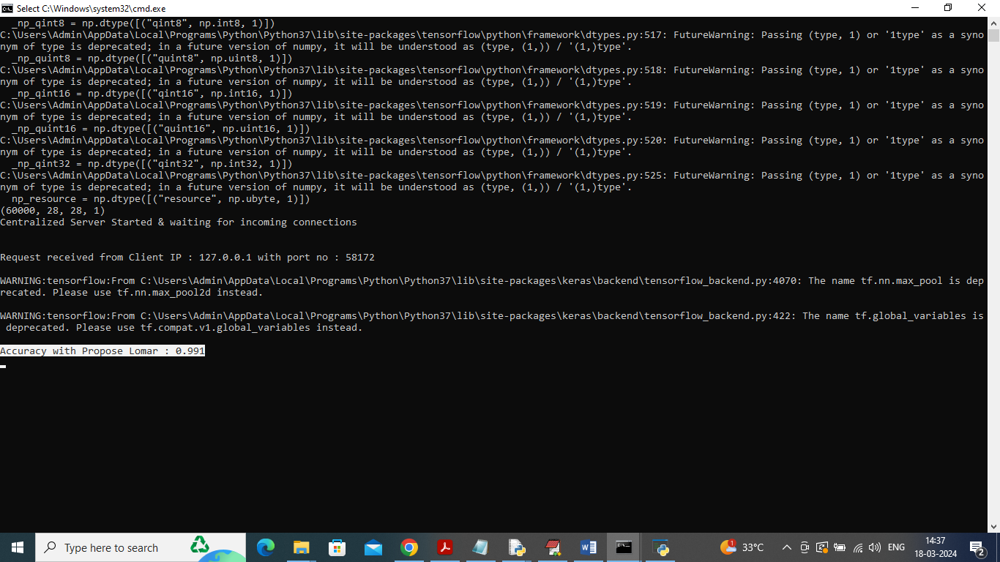 Select C:\Windows\system32\cmd.exe
  _np_qint8 = np.dtype([("qint8", np.int8, 1)])
C:\Users\Admin\AppData\Local\Programs\Python\Python37\lib\site-packages\tensorflow\python\framework\dtypes.py:517: FutureWarning: Passing (type, 1) or '1type' as a syno
nym of type is deprecated; in a future version of numpy, it will be understood as (type, (1,)) / '(1,)type'.
  _np_quint8 = np.dtype([("quint8", np.uint8, 1)])
C:\Users\Admin\AppData\Local\Programs\Python\Python37\lib\site-packages\tensorflow\python\framework\dtypes.py:518: FutureWarning: Passing (type, 1) or '1type' as a syno
nym of type is deprecated; in a future version of numpy, it will be understood as (type, (1,)) / '(1,)type'.
  _np_qint16 = np.dtype([("qint16", np.int16, 1)])
C:\Users\Admin\AppData\Local\Programs\Python\Python37\lib\site-packages\tensorflow\python\framework\dtypes.py:519: FutureWarning: Passing (type, 1) or '1type' as a syno
nym of type is deprecated; in a future version of numpy, it will be understood as (type, (1,)) / '(1,)type'.
  _np_quint16 = np.dtype([("quint16", np.uint16, 1)])
C:\Users\Admin\AppData\Local\Programs\Python\Python37\lib\site-packages\tensorflow\python\framework\dtypes.py:520: FutureWarning: Passing (type, 1) or '1type' as a syno
nym of type is deprecated; in a future version of numpy, it will be understood as (type, (1,)) / '(1,)type'.
  _np_qint32 = np.dtype([("qint32", np.int32, 1)])
C:\Users\Admin\AppData\Local\Programs\Python\Python37\lib\site-packages\tensorflow\python\framework\dtypes.py:525: FutureWarning: Passing (type, 1) or '1type' as a syno
nym of type is deprecated; in a future version of numpy, it will be understood as (type, (1,)) / '(1,)type'.
  np_resource = np.dtype([("resource", np.ubyte, 1)])
(60000, 28, 28, 1)
Centralized Server Started & waiting for incoming connections
Request received from Client IP : 127.0.0.1 with port no : 58172
WARNING:tensorflow:From C:\Users\Admin\AppData\Local\Programs\Python\Python37\lib\site-packages\keras\backend\tensorflow_backend.py:4070: The name tf.nn.max_pool is dep
recated. Please use tf.nn.max_pool2d instead.
WARNING:tensorflow:From C:\Users\Admin\AppData\Local\Programs\Python\Python37\lib\site-packages\keras\backend\tensorflow_backend.py:422: The name tf.global_variables is
 deprecated. Please use tf.compat.v1.global_variables instead.
Accuracy with Propose Lomar : 0.991
Type here to search
1
33°C
ENG
14:37
18-03-2024
2